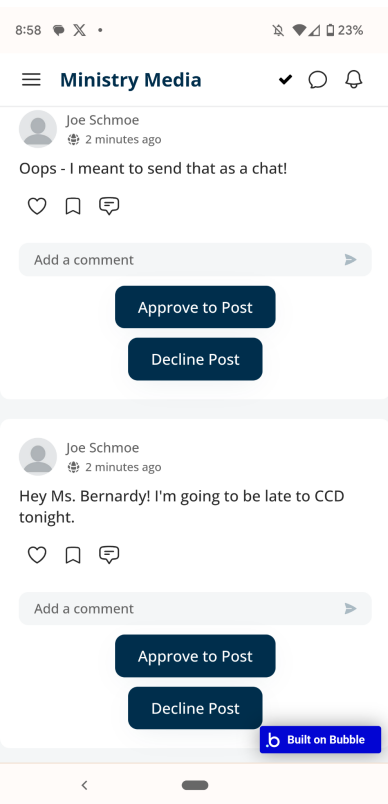 8:58
23%
Ministry Media
Joe Schmoe
2 minutes ago
Oops - I meant to send that as a chat!
Add a comment
Approve to Post
Decline Post
Joe Schmoe
2 minutes ago
Hey Ms. Bernardy! I'm going to be late to CCD
tonight.
Add a comment
Approve to Post
Decline Post
Built on Bubble